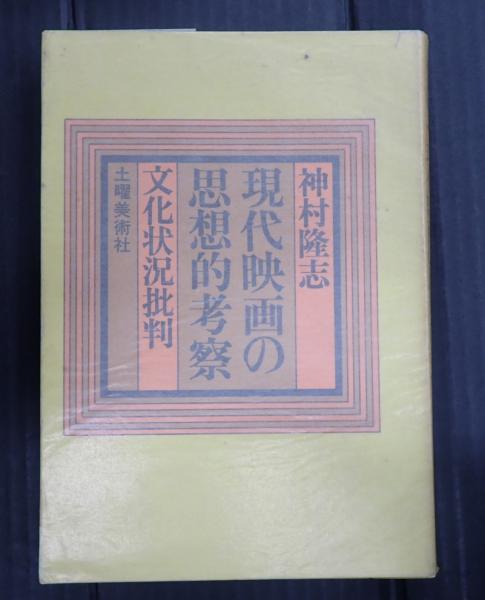 神村隆志
現代映画の
思想的考察
文化状況批判
土曜美術社